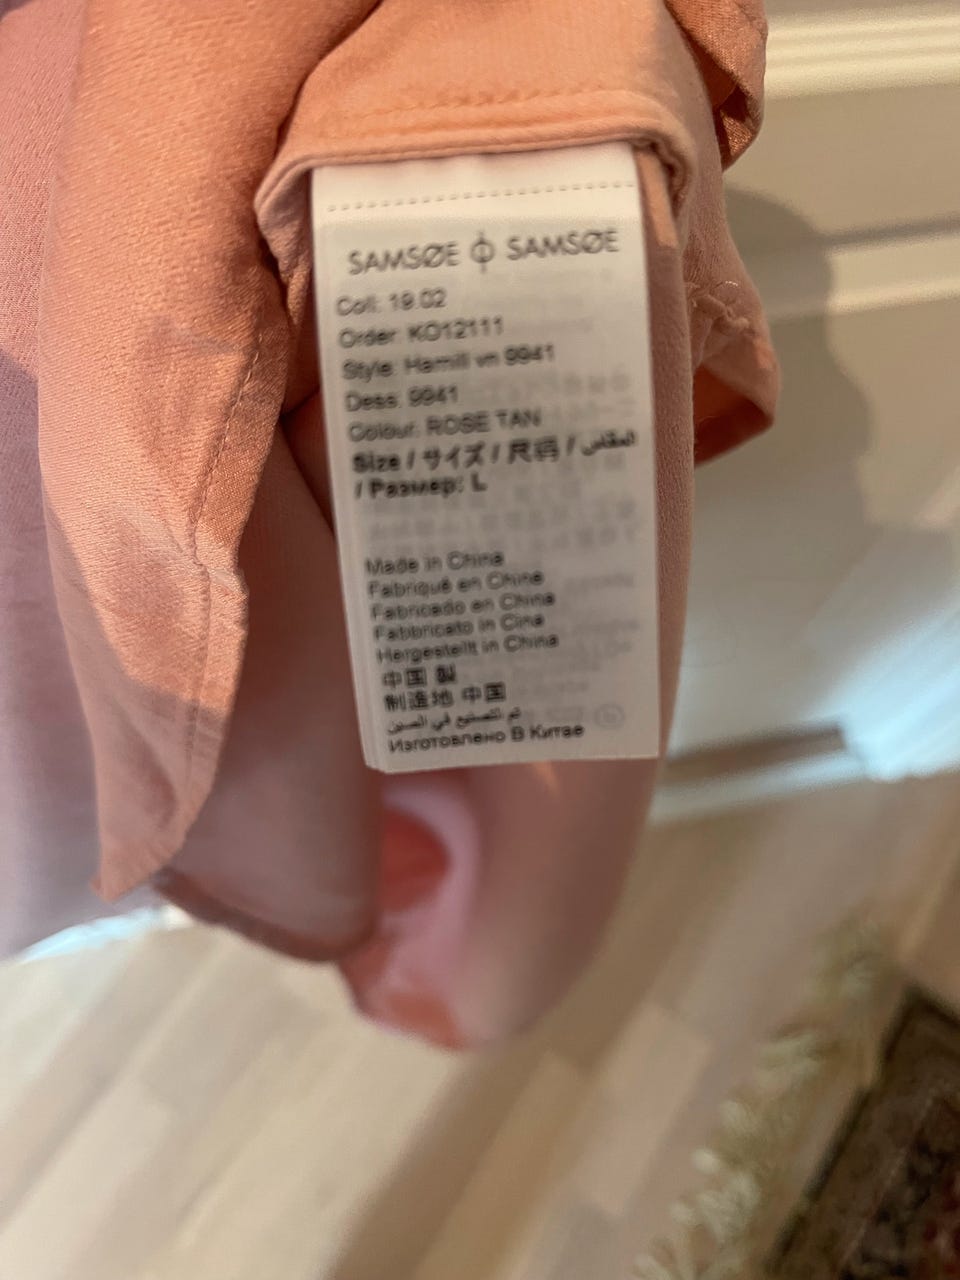 SAMSØE ϕ SAMSØE
Coll: 19.02
Order: KO12111
Style: Hamill vn 9941
Dess: 9941
Colour: ROSE TAN
Size / サイズ / 尺码 / المقاس
/ Размер: L
Made in China
Fabriqué en Chine
Fabricado en China
Fabbricato in Cina
Hergestellt in China
中国 製
制造地 中国
تم التصنيع في الصين
Изготовлено В Китае